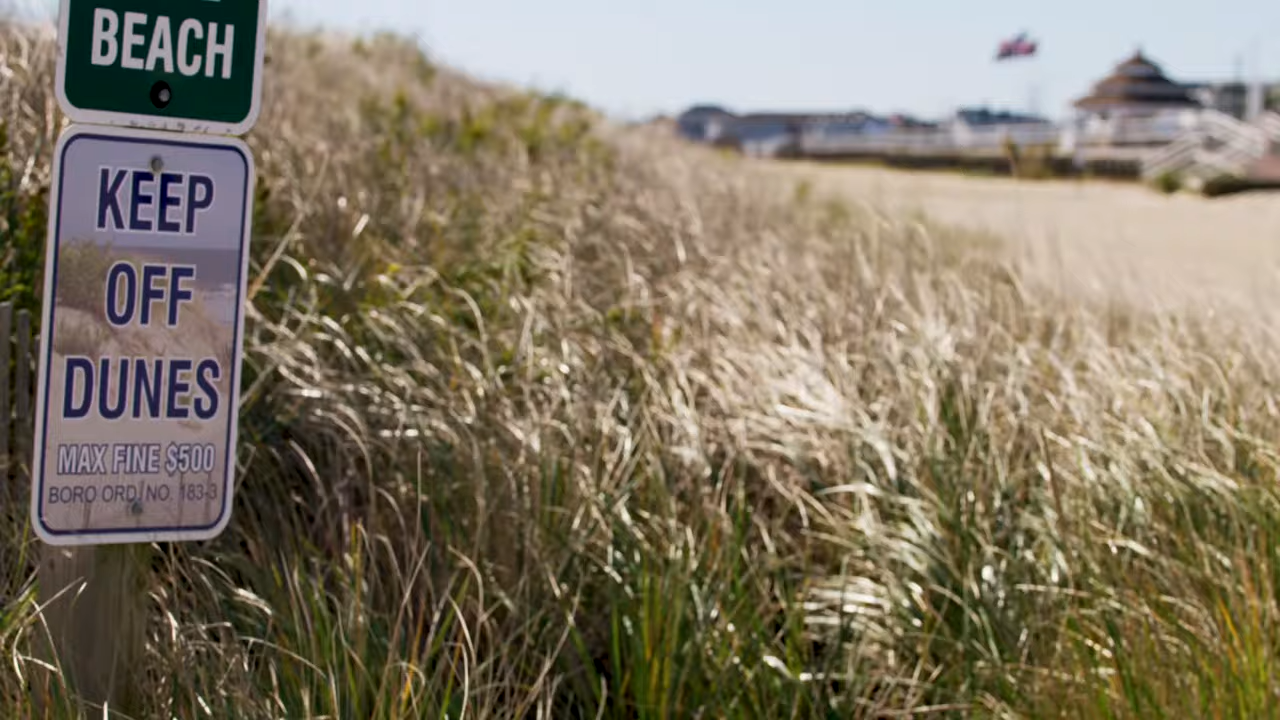 BEACH
KEEP
OFF
DUNES
MAX FINE $500
BORO ORD. NO. 183-3